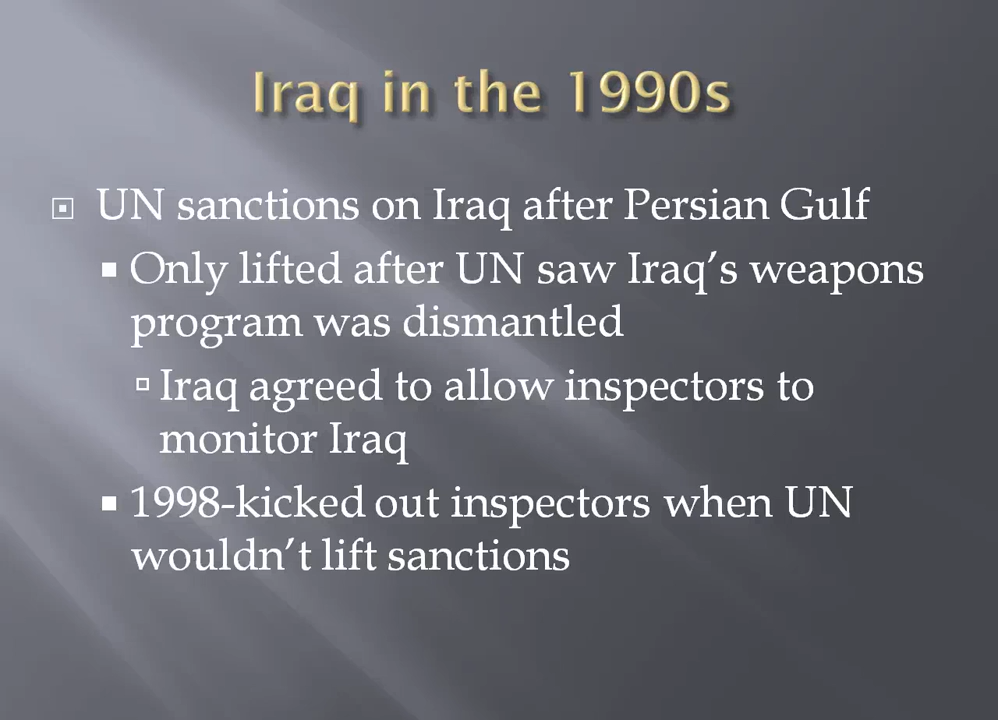 Iraq in the 1990s
UN sanctions on Iraq after Persian Gulf
Only lifted after UN saw Iraq’s weapons
program was dismantled
Iraq agreed to allow inspectors to
monitor Iraq
1998-kicked out inspectors when UN
wouldn’t lift sanctions